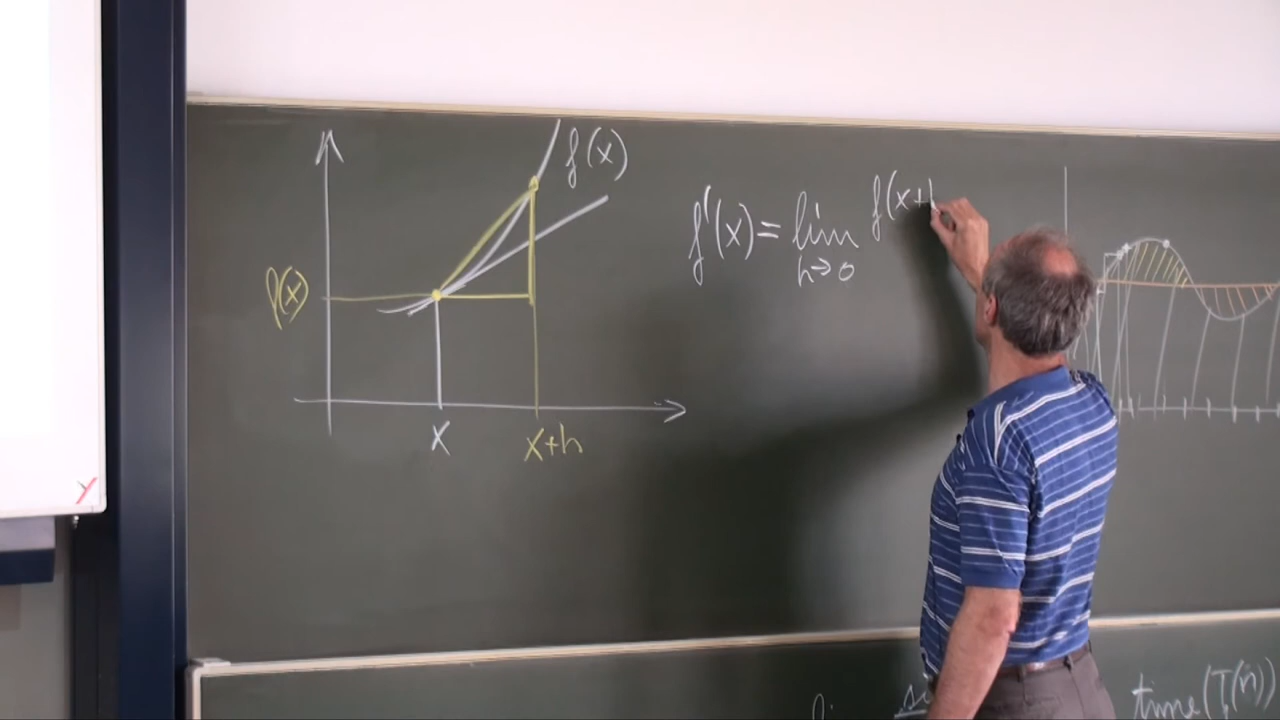 y
f(x)
f(x)
x
x+h
f'(x) = lim f(x+
h→0
time(T(n))